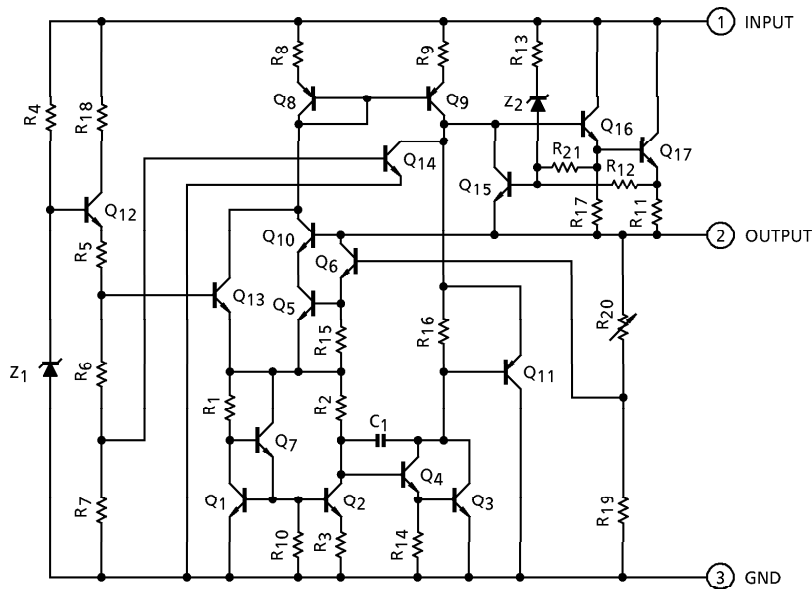 1 INPUT
R13
R8
R9
R4
R18
Q8
Q9
Z2
Q16
Q14
R21
Q17
R12
Q15
Q12
R17
R11
R5
Q10
2 OUTPUT
Q6
Q13
Q5
R20
R15
R16
Z1
R6
Q11
R1
R2
C1
Q7
Q4
R7
Q1
Q2
Q3
R19
R10
R3
R14
3 GND